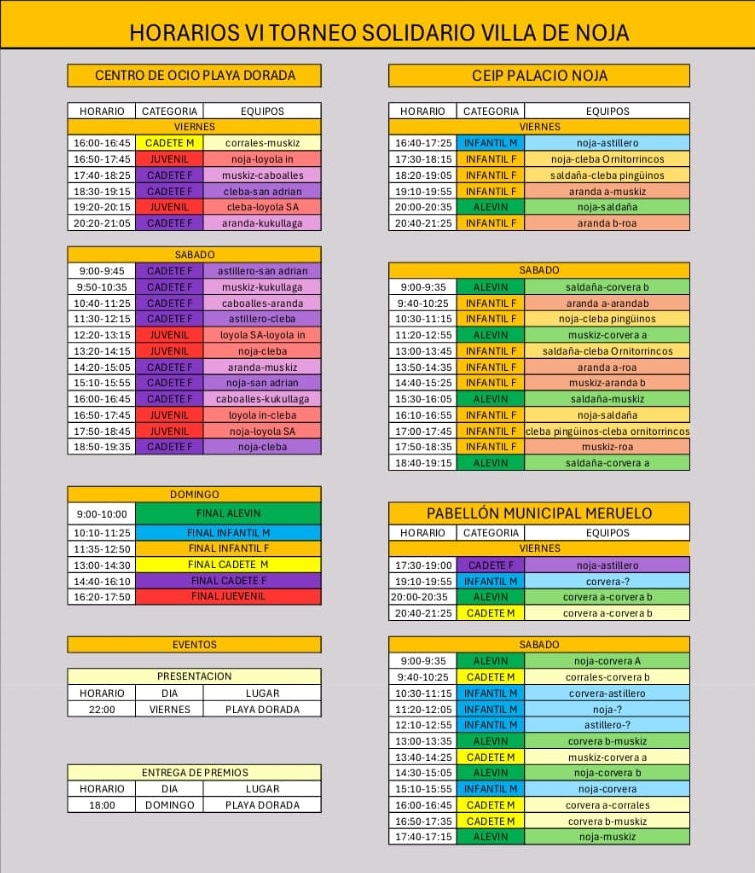 HORARIOS VI TORNEO SOLIDARIO VILLA DE NOJA
CENTRO DE OCIO PLAYA DORADA
HORARIO CATEGORIA EQUIPOS
VIERNES
16:00-16:45 CADETE M corrales-muskiz
16:50-17:45 JUVENIL noja-loyola in
17:40-18:25 CADETE F muskiz-caboalles
18:30-19:15 CADETE F cleba-san adrian
19:20-20:15 JUVENIL cleba-loyola SA
20:20-21:05 CADETE F aranda-kukullaga
SABADO
9:00-9:45 CADETE F astillero-san adrian
9:50-10:35 CADETE F muskiz-kukullaga
10:40-11:25 CADETE F caboalles-aranda
11:30-12:15 CADETE F astillero-cleba
12:20-13:15 JUVENIL loyola SA-loyola in
13:20-14:15 JUVENIL noja-cleba
14:20-15:05 CADETE F aranda-muskiz
15:10-15:55 CADETE F noja-san adrian
16:00-16:45 CADETE F caboalles-kukullaga
16:50-17:45 JUVENIL loyola in-cleba
17:50-18:45 JUVENIL noja-loyola SA
18:50-19:35 CADETE F noja-cleba
DOMINGO
9:00-10:00 FINAL ALEVIN
10:10-11:25 FINAL INFANTIL M
11:35-12:50 FINAL INFANTIL F
13:00-14:30 FINAL CADETE M
14:40-16:10 FINAL CADETE F
16:20-17:50 FINAL JUEVENIL
EVENTOS
PRESENTACION
HORARIO DIA LUGAR
22:00 VIERNES PLAYA DORADA
ENTREGA DE PREMIOS
HORARIO DIA LUGAR
18:00 DOMINGO PLAYA DORADA
CEIP PALACIO NOJA
HORARIO CATEGORIA EQUIPOS
VIERNES
16:40-17:25 INFANTIL M noja-astillero
17:30-18:15 INFANTIL F noja-cleba Ornitorrincos
18:20-19:05 INFANTIL F saldaña-cleba pingüinos
19:10-19:55 INFANTIL F aranda a-muskiz
20:00-20:35 ALEVIN noja-saldaña
20:40-21:25 INFANTIL F aranda b-roa
SABADO
9:00-9:35 ALEVIN saldaña-corvera b
9:40-10:25 INFANTIL F aranda a-arandab
10:30-11:15 INFANTIL F noja-cleba pingüinos
11:20-12:55 ALEVIN muskiz-corvera a
13:00-13:45 INFANTIL F saldaña-cleba Ornitorrincos
13:50-14:35 INFANTIL F aranda a-roa
14:40-15:25 INFANTIL F muskiz-aranda b
15:30-16:05 ALEVIN saldaña-muskiz
16:10-16:55 INFANTIL F noja-saldaña
17:00-17:45 INFANTIL F cleba pingüinos-cleba ornitorrincos
17:50-18:35 INFANTIL F muskiz-roa
18:40-19:15 ALEVIN saldaña-corvera a
PABELLÓN MUNICIPAL MERUELO
HORARIO CATEGORIA EQUIPOS
VIERNES
17:30-19:00 CADETE F noja-astillero
19:10-19:55 INFANTIL M corvera-?
20:00-20:35 ALEVIN corvera a-corvera b
20:40-21:25 CADETE M corvera a-corvera b
SABADO
9:00-9:35 ALEVIN noja-corvera A
9:40-10:25 CADETE M corrales-corvera b
10:30-11:15 INFANTIL M corvera-astillero
11:20-12:05 INFANTIL M noja-?
12:10-12:55 INFANTIL M astillero-?
13:00-13:35 ALEVIN corvera b-muskiz
13:40-14:25 CADETE M muskiz-corvera a
14:30-15:05 ALEVIN noja-corvera b
15:10-15:55 INFANTIL M noja-corvera
16:00-16:45 CADETE M corvera a-corrales
16:50-17:35 CADETE M corvera b-muskiz
17:40-17:15 ALEVIN noja-muskiz